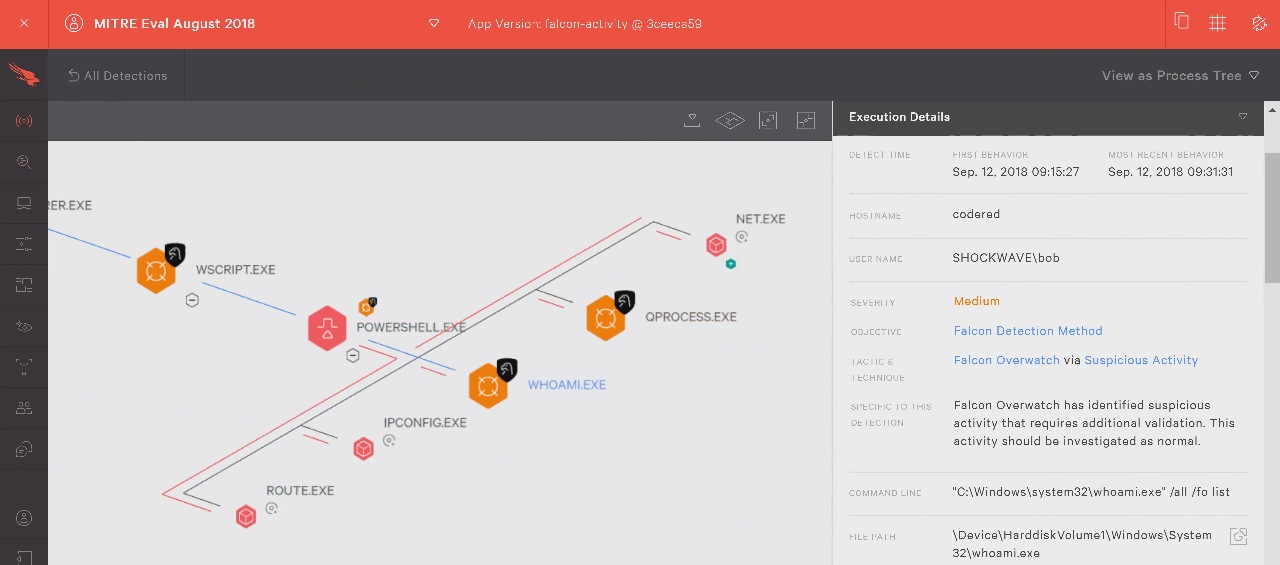 MITRE Eval August 2018
App Version: falcon-activity @ 3ceeca59
All Detections
View as Process Tree
RER.EXE
WSCRIPT.EXE
POWERSHELL.EXE
NET.EXE
QPROCESS.EXE
WHOAMI.EXE
IPCONFIG.EXE
ROUTE.EXE
Execution Details
DETECT TIME
FIRST BEHAVIOR
MOST RECENT BEHAVIOR
Sep. 12, 2018 09:15:27
Sep. 12, 2018 09:31:31
HOSTNAME
codered
USER NAME
SHOCKWAVE\bob
SEVERITY
Medium
OBJECTIVE
Falcon Detection Method
TACTIC &
TECHNIQUE
Falcon Overwatch via Suspicious Activity
SPECIFIC TO THIS
DETECTION
Falcon Overwatch has identified suspicious
activity that requires additional validation. This
activity should be investigated as normal.
COMMAND LINE
"C:\Windows\system32\whoami.exe" /all /fo list
FILE PATH
\Device\HarddiskVolume1\Windows\System
32\whoami.exe